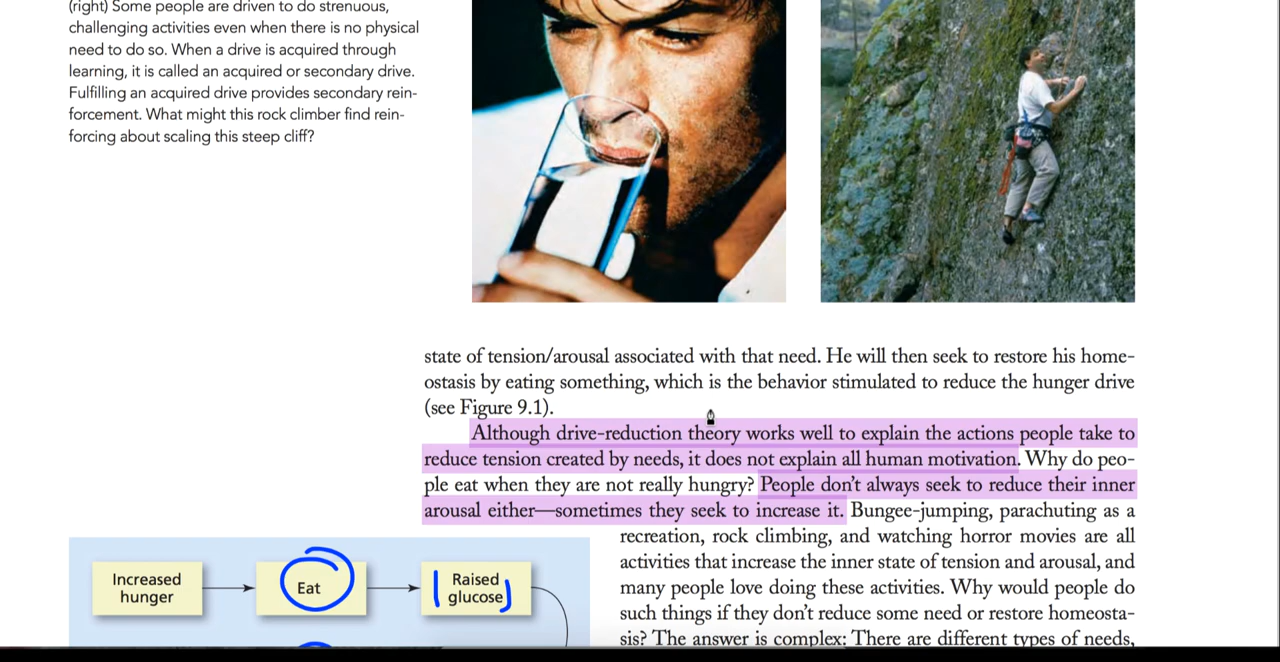 (right) Some people are driven to do strenuous,
challenging activities even when there is no physical
need to do so. When a drive is acquired through
learning, it is called an acquired or secondary drive.
Fulfilling an acquired drive provides secondary rein-
forcement. What might this rock climber find rein-
forcing about scaling this steep cliff?
state of tension/arousal associated with that need. He will then seek to restore his home-
ostasis by eating something, which is the behavior stimulated to reduce the hunger drive
(see Figure 9.1).
Although drive-reduction theory works well to explain the actions people take to
reduce tension created by needs, it does not explain all human motivation. Why do peo-
ple eat when they are not really hungry? People don't always seek to reduce their inner
arousal either—sometimes they seek to increase it. Bungee-jumping, parachuting as a
recreation, rock climbing, and watching horror movies are all
activities that increase the inner state of tension and arousal, and
many people love doing these activities. Why would people do
such things if they don't reduce some need or restore homeosta-
sis? The answer is complex: There are different types of needs,
Increased
hunger
Eat
Raised
glucose